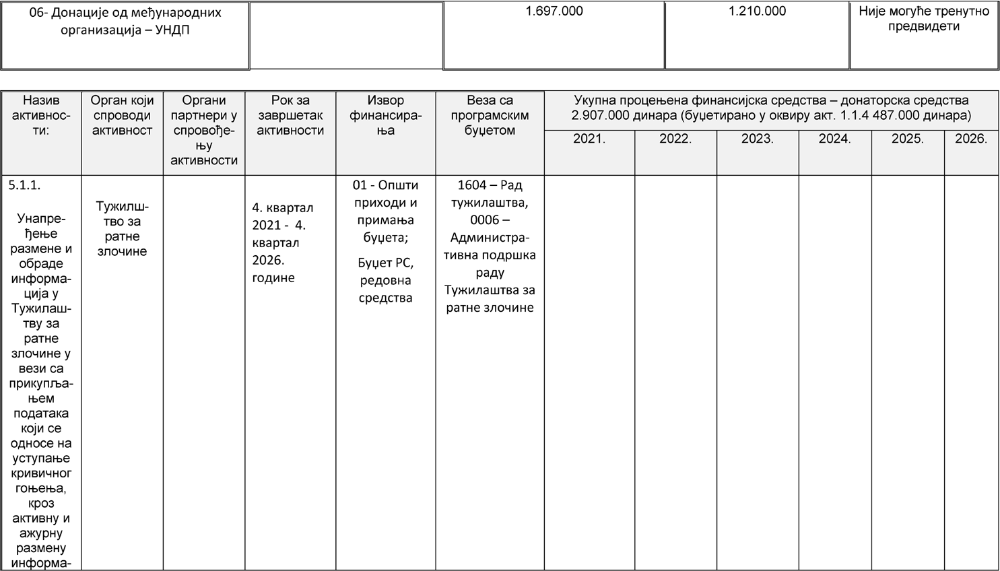 06- Донације од међународних
организација – УНДП
1.697.000
1.210.000
Није могуће тренутно
предвидети
Назив
активнос-
ти:
Орган који
спроводи
активност
Органи
партнери у
спровође-
њу
активности
Рок за
завршетак
активности
Извор
финансира-
ња
Веза са
програмским
буџетом
Укупна процењена финансијска средства – донаторска средства
2.907.000 динара (буџетирано у оквиру акт. 1.1.4 487.000 динара)
2021.
2022.
2023.
2024.
2025.
2026.
5.1.1.
Унапре-
ђење
размене и
обраде
информа-
ција у
Тужилаш-
тву за
ратне
злочине у
вези са
прикупља-
њем
података
који се
односе на
уступање
кривичног
гоњења,
кроз
активну и
ажурну
размену
информа-
Тужилш-
тво за
ратне
злочине
4. квартал
2021 - 4.
квартал
2026.
године
01 - Општи
приходи и
примања
буџета;
Буџет РС,
редовна
средства
1604 – Рад
тужилаштва,
0006 –
Администра-
тивна подршка
раду
Тужилаштва за
ратне злочине